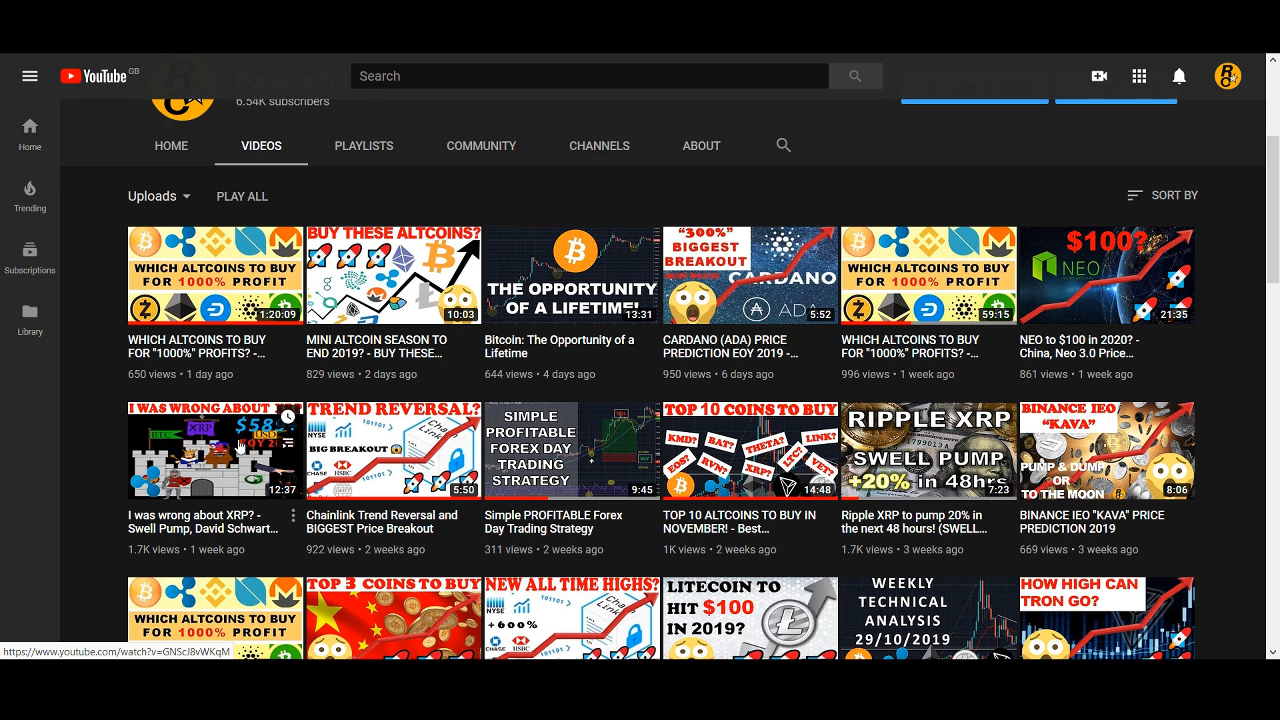 YouTube GB
Search
Rockstar Tra
6.54K subscribers
Home
HOME VIDEOS PLAYLISTS COMMUNITY CHANNELS ABOUT
Trending
Uploads PLAY ALL SORT BY
Subscriptions
Library
WHICH ALTCOINS TO BUY
FOR 1000% PROFIT
1:20:09
WHICH ALTCOINS TO BUY
FOR "1000%" PROFITS? -...
650 views • 1 day ago
BUY THESE ALTCOINS?
10:03
MINI ALTCOIN SEASON TO
END 2019? - BUY THESE...
829 views • 2 days ago
THE OPPORTUNITY
OF A LIFETIME!
13:31
Bitcoin: The Opportunity of a
Lifetime
644 views • 4 days ago
"300%"
BIGGEST
BREAKOUT
CARDANO
ADA
5:52
CARDANO (ADA) PRICE
PREDICTION EOY 2019 -...
950 views • 6 days ago
WHICH ALTCOINS TO BUY
FOR 1000% PROFIT
59:15
WHICH ALTCOINS TO BUY
FOR "1000%" PROFITS? -...
996 views • 1 week ago
$100?
NEO
21:35
NEO to $100 in 2020? -
China, Neo 3.0 Price...
861 views • 1 week ago
I WAS WRONG ABOUT XRP
BTC XRP $58
USD
EOY 2
12:37
I was wrong about XRP? -
Swell Pump, David Schwart...
1.7K views • 1 week ago
TREND REVERSAL?
NYSE
BIG BREAKOUT
CHASE HSBC
5:50
Chainlink Trend Reversal and
BIGGEST Price Breakout
922 views • 2 weeks ago
SIMPLE
PROFITABLE
FOREX DAY
TRADING
STRATEGY
9:45
Simple PROFITABLE Forex
Day Trading Strategy
311 views • 2 weeks ago
TOP 10 COINS TO BUY
KMD? BAT? THETA? LINK?
EOS? RVN? XRP? LTC? VET?
14:48
TOP 10 ALTCOINS TO BUY IN
NOVEMBER! - Best...
1K views • 2 weeks ago
RIPPLE XRP
SWELL PUMP
+20% in 48hrs
7:23
Ripple XRP to pump 20% in
the next 48 hours! (SWELL...
1.7K views • 3 weeks ago
BINANCE IEO
"KAVA"
PUMP & DUMP
OR
TO THE MOON
8:06
BINANCE IEO "KAVA" PRICE
PREDICTION 2019
669 views • 3 weeks ago
WHICH ALTCOINS TO BUY
FOR 1000% PROFIT
TOP 3 COINS TO BUY
NEW ALL TIME HIGHS?
NYSE
+600%
CHASE HSBC
LITECOIN TO
HIT $100
IN 2019?
WEEKLY
TECHNICAL
ANALYSIS
29/10/2019
HOW HIGH CAN
TRON GO?
https://www.youtube.com/watch?v=GNScJ8vWKqM